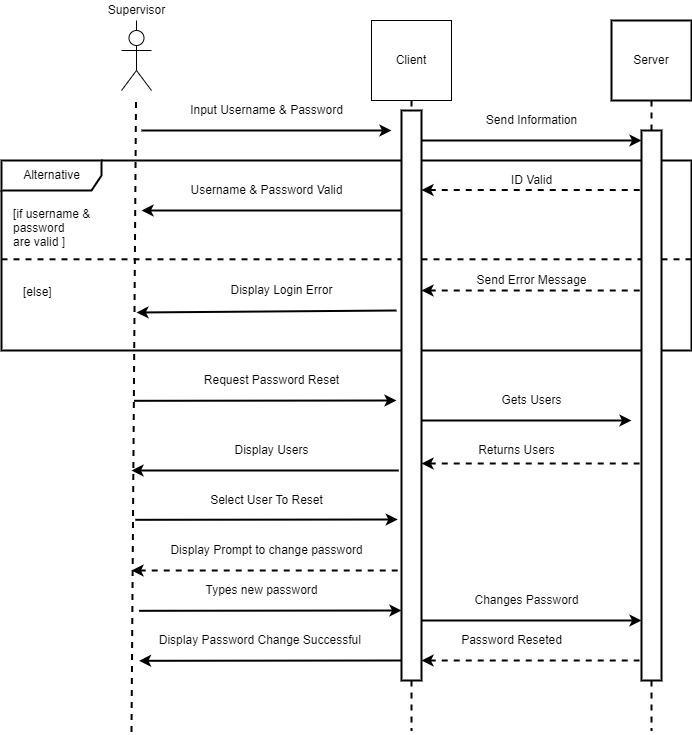 Supervisor
Client
Server
Input Username & Password
Send Information
Alternative
ID Valid
Username & Password Valid
[if username &
password
are valid ]
Send Error Message
[else]
Display Login Error
Request Password Reset
Gets Users
Display Users
Returns Users
Select User To Reset
Display Prompt to change password
Types new password
Changes Password
Display Password Change Successful
Password Reseted